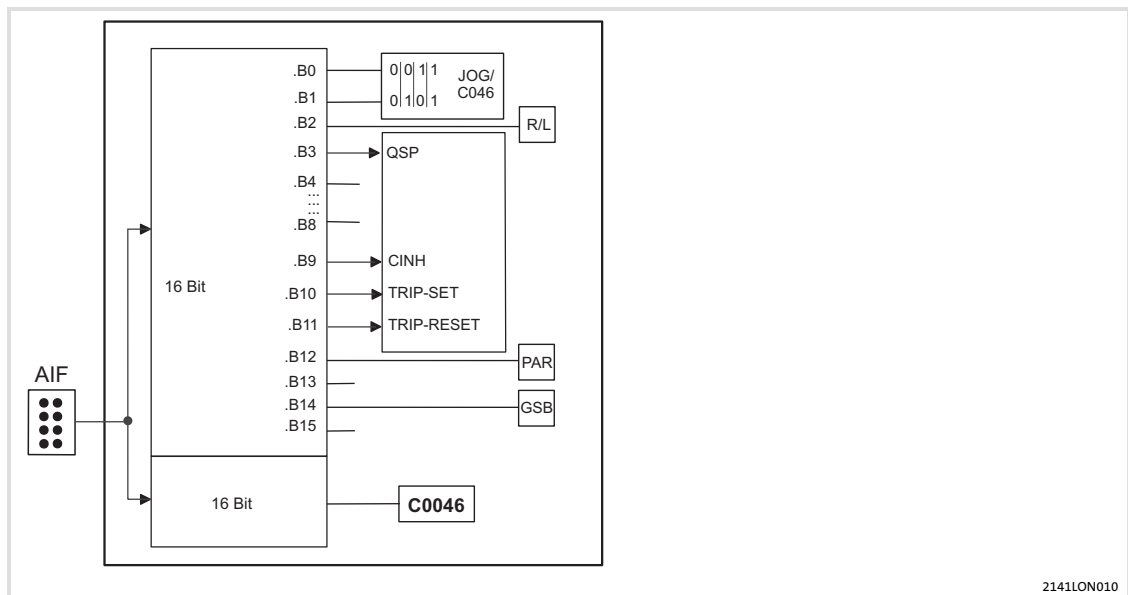 .B0
0 0 1 1
JOG/
C046
.B1
0 1 0 1
.B2
R/L
.B3
QSP
.B4
...
...
...
.B8
.B9
CINH
16 Bit
.B10
TRIP-SET
.B11
TRIP-RESET
.B12
PAR
AIF
.B13
.B14
GSB
.B15
16 Bit
C0046
2141LON010